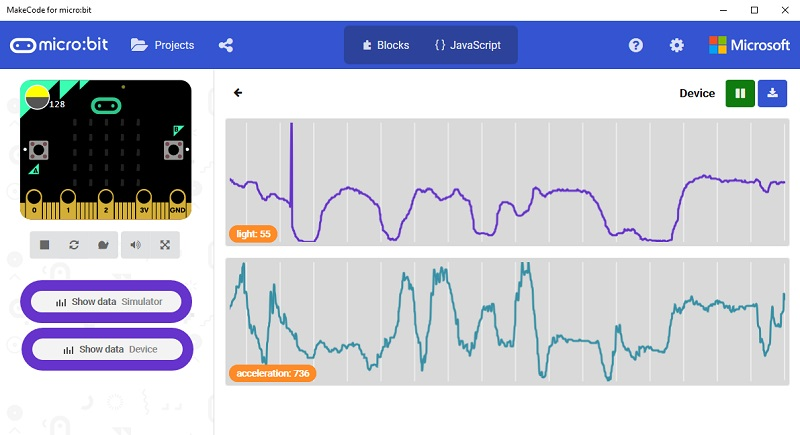 MakeCode for micro:bit
micro:bit Projects Blocks {} JavaScript ? Microsoft
128
B
A
0 1 2 3V GND
Device
light: 55
Show data Simulator
Show data Device
acceleration: 736